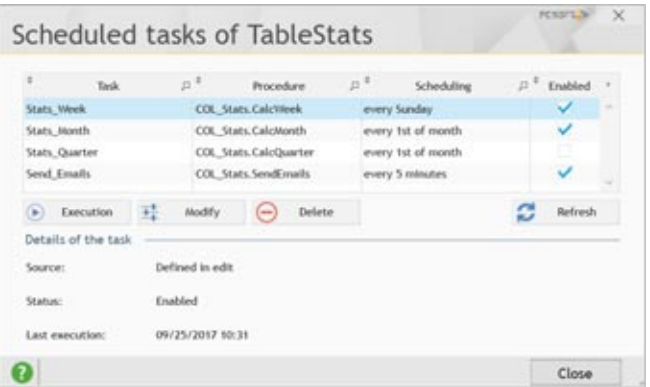 PCSOFT
Scheduled tasks of TableStats
Task Procedure Scheduling Enabled
Stats_Week COL_Stats.CalcWeek every Sunday
Stats_Month COL_Stats.CalcMonth every 1st of month
Stats_Quarter COL_Stats.CalcQuarter every 1st of month
Send_Emails COL_Stats.SendEmails every 5 minutes
Execution Modify Delete Refresh
Details of the task
Source: Defined in edit
Status: Enabled
Last execution: 09/25/2017 10:31
Close